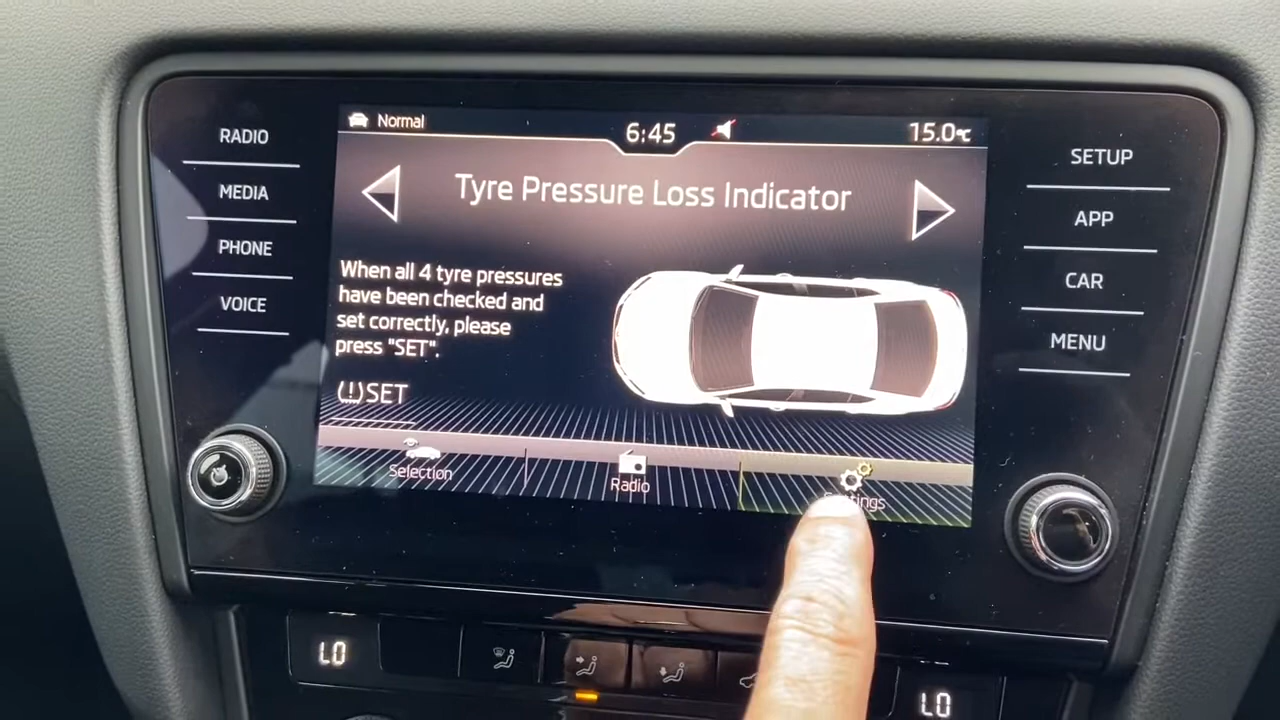 RADIO
MEDIA
PHONE
VOICE
Normal
6:45
15.0°C
Tyre Pressure Loss Indicator
When all 4 tyre pressures
have been checked and
set correctly, please
press "SET".
(!)SET
Selection
Radio
Settings
SETUP
APP
CAR
MENU
LO
LO